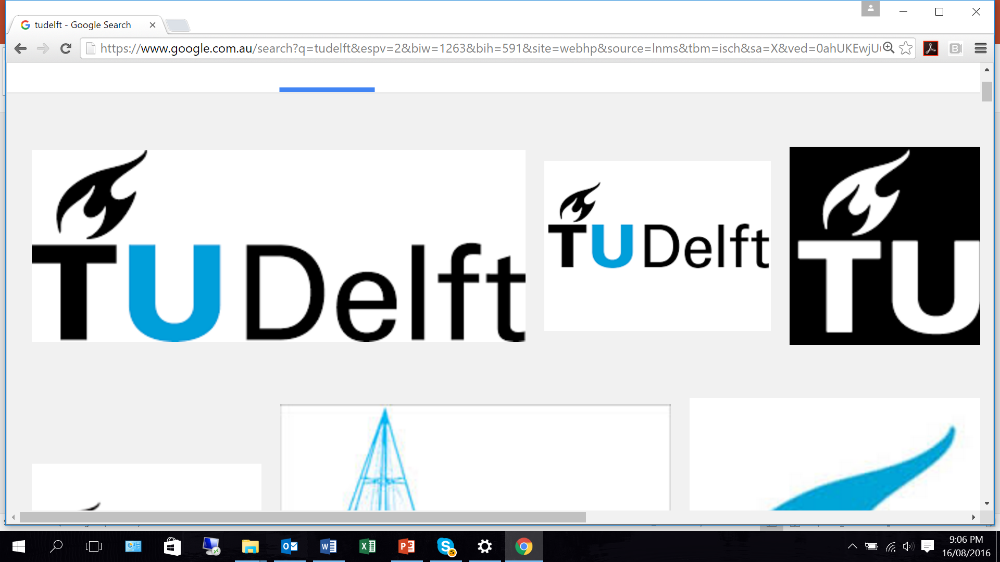 tudelft - Google Search
https://www.google.com.au/search?q=tudelft&espv=2&biw=1263&bih=591&site=webhp&source=lnms&tbm=isch&sa=X&ved=0ahUKEwjU
TU Delft
TU Delft
TU
5
9:06 PM
16/08/2016